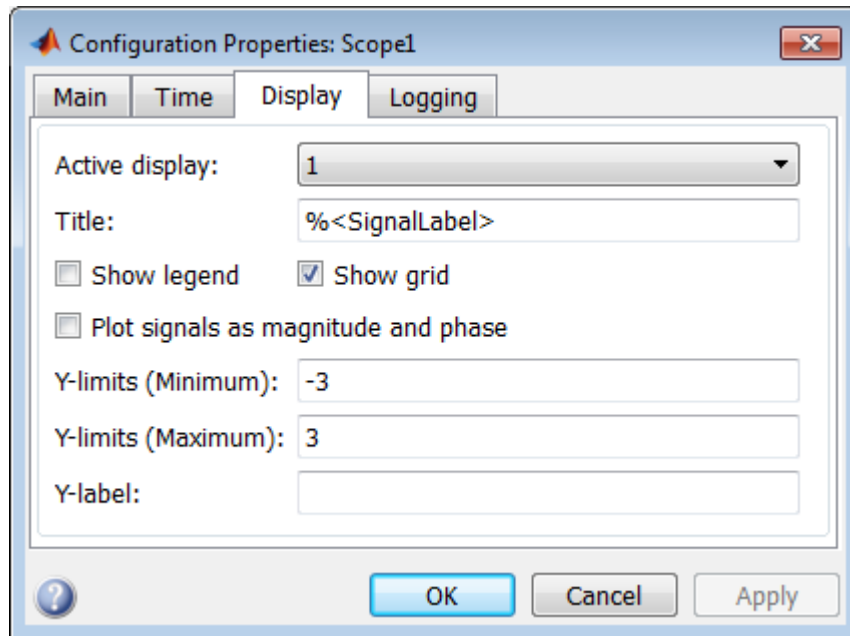 Configuration Properties: Scope1
Main Time Display Logging
Active display: 1
Title: %<SignalLabel>
Show legend Show grid
Plot signals as magnitude and phase
Y-limits (Minimum): -3
Y-limits (Maximum): 3
Y-label:
? OK Cancel Apply